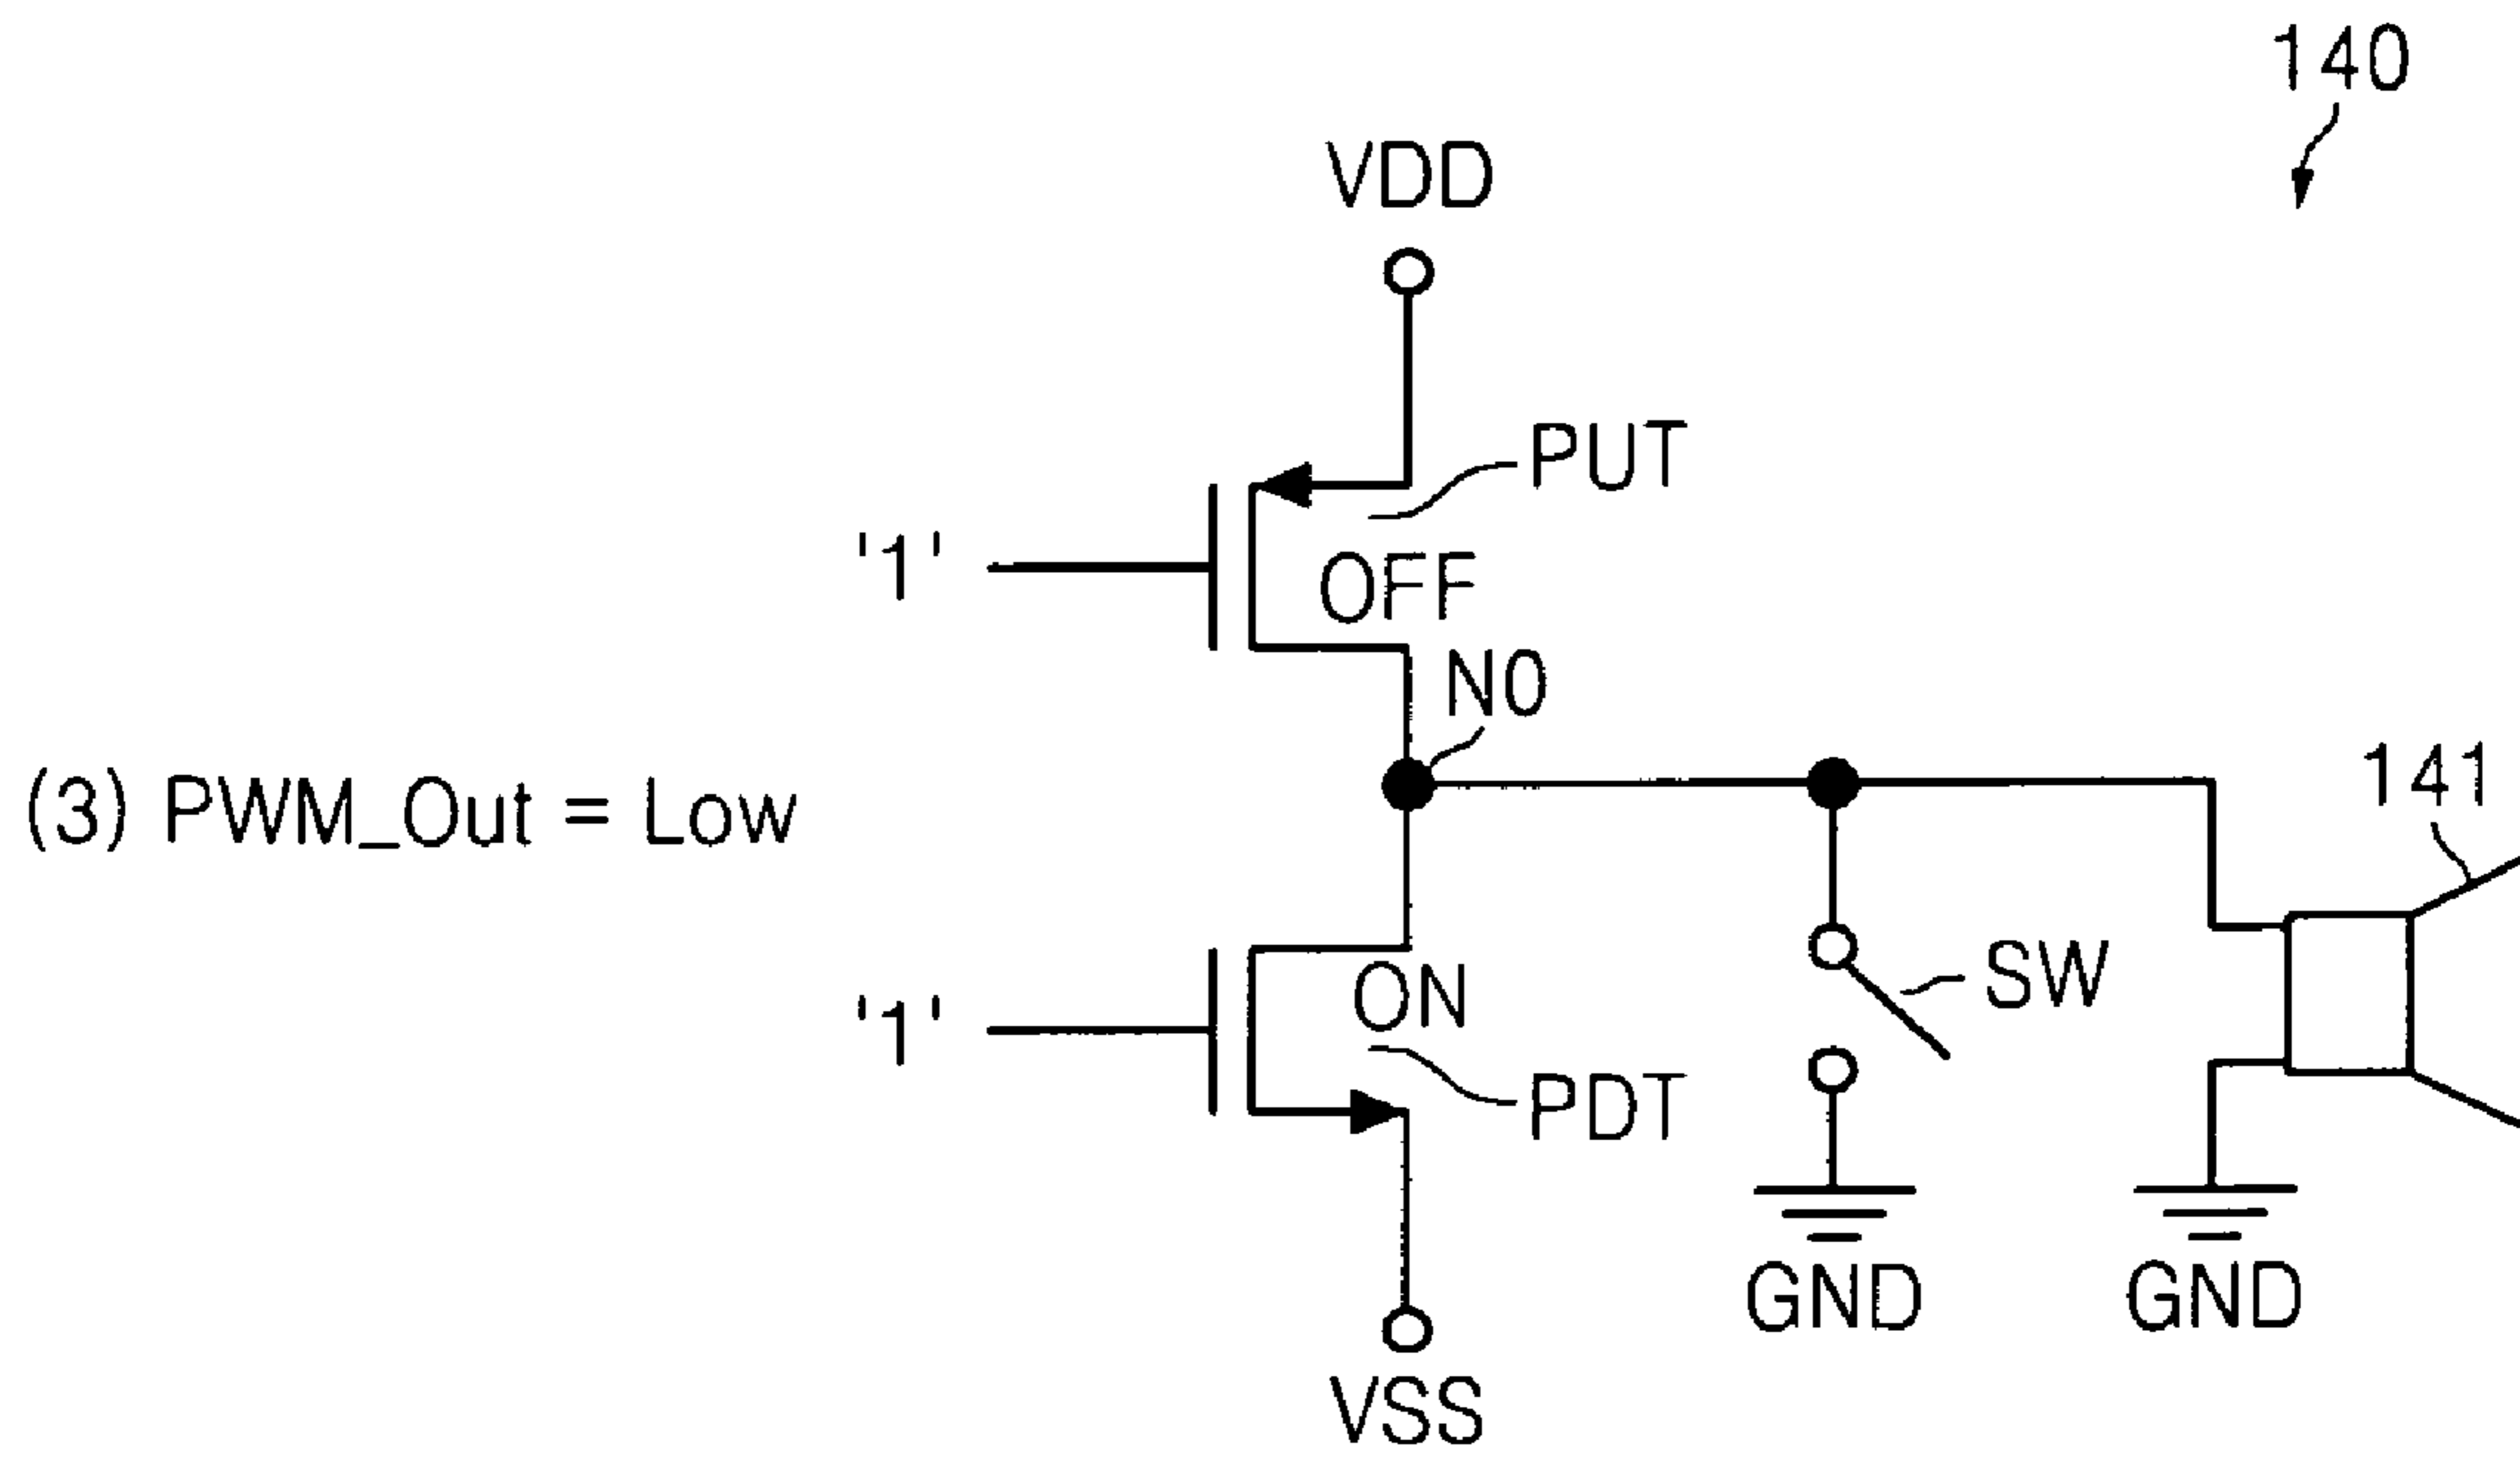 140
VDD
PUT
'1'
OFF
N0
(3) PWM_Out = Low
141
ON
SW
'1'
PDT
GND
GND
VSS